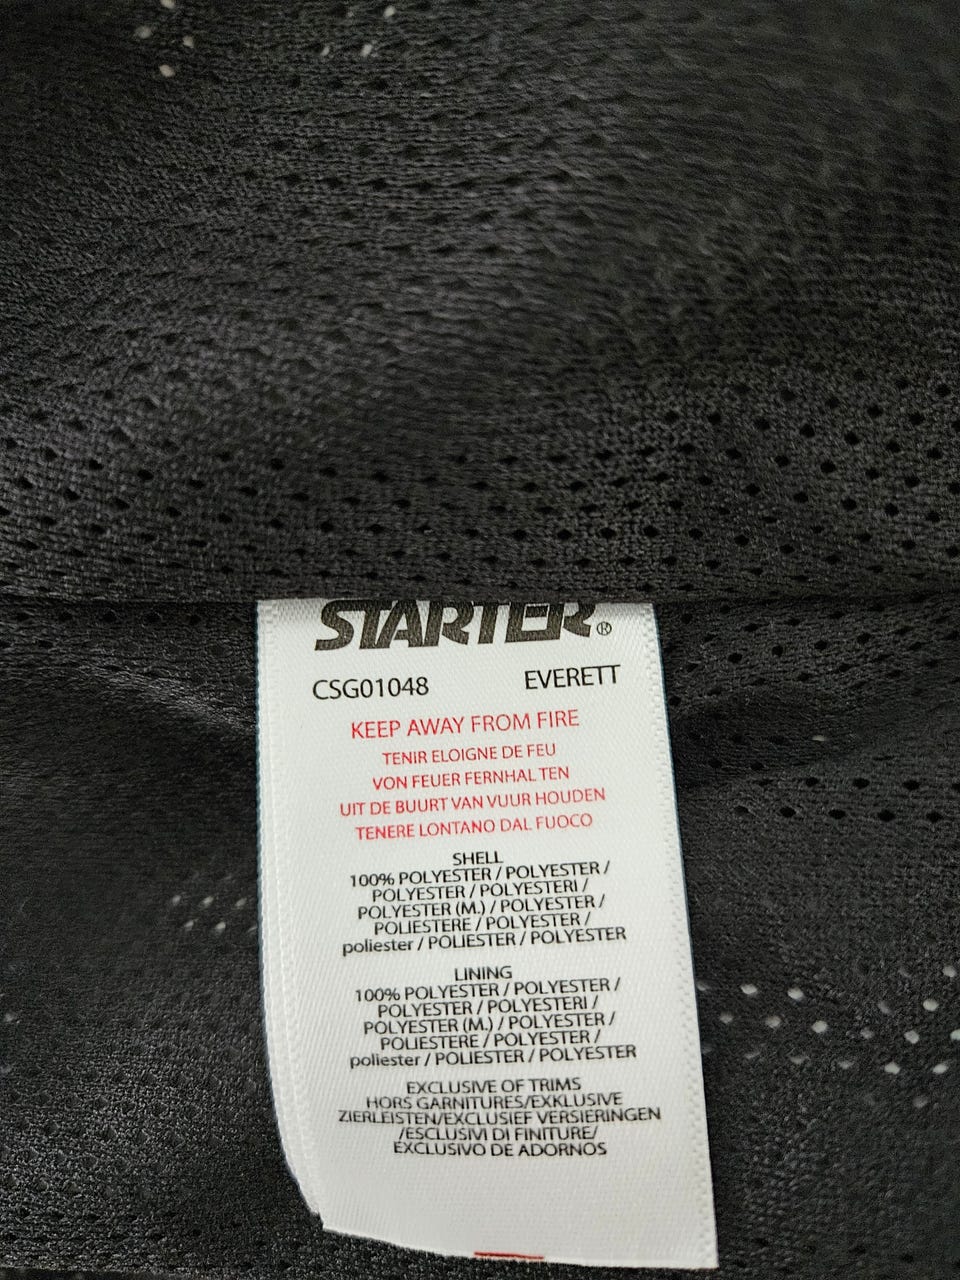 STARTER®
CSG01048 EVERETT
KEEP AWAY FROM FIRE
TENIR ELOIGNE DE FEU
VON FEUER FERNHAL TEN
UIT DE BUURT VAN VUUR HOUDEN
TENERE LONTANO DAL FUOCO
SHELL
100% POLYESTER / POLYESTER /
POLYESTER / POLYESTERI /
POLYESTER (M.) / POLYESTER /
POLIESTERE / POLYESTER /
poliester / POLIESTER / POLYESTER
LINING
100% POLYESTER / POLYESTER /
POLYESTER / POLYESTERI /
POLYESTER (M.) / POLYESTER /
POLIESTERE / POLYESTER /
poliester / POLIESTER / POLYESTER
EXCLUSIVE OF TRIMS
HORS GARNITURES/EXKLUSIVE
ZIERLEISTEN/EXCLUSIEF VERSIERINGEN
/ESCLUSIVI DI FINITURE/
EXCLUSIVO DE ADORNOS